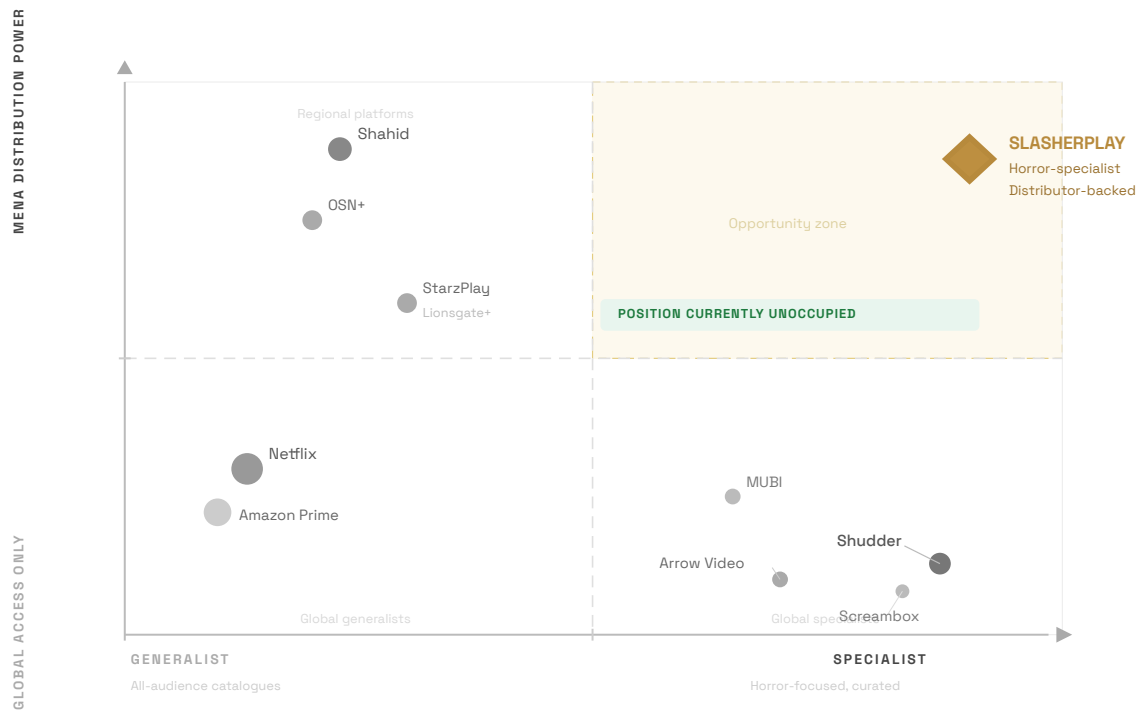 MENA DISTRIBUTION POWER
Regional platforms
Shahid
SLASHERPLAY
Horror-specialist
Distributor-backed
OSN+
Opportunity zone
StarzPlay
Lionsgate+
POSITION CURRENTLY UNOCCUPIED
Netflix
MUBI
Amazon Prime
Shudder
Arrow Video
Screambox
Global generalists
Global specialists
GLOBAL ACCESS ONLY
GENERALIST
SPECIALIST
All-audience catalogues
Horror-focused, curated